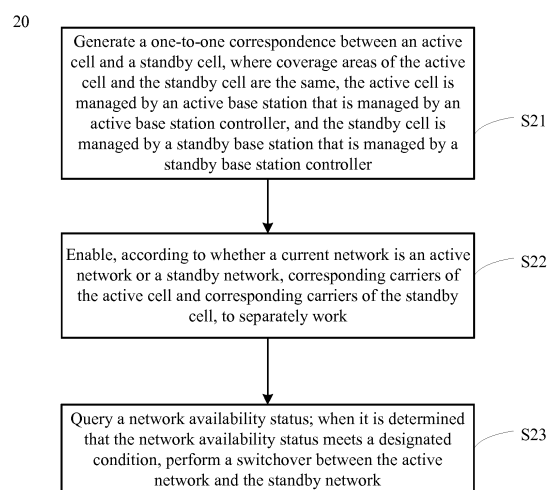 20
Generate a one-to-one correspondence between an active
cell and a standby cell, where coverage areas of the active
cell and the standby cell are the same, the active cell is
managed by an active base station that is managed by an
active base station controller, and the standby cell is
managed by a standby base station that is managed by a
standby base station controller
S21
Enable, according to whether a current network is an active
network or a standby network, corresponding carriers of
the active cell and corresponding carriers of the standby
cell, to separately work
S22
Query a network availability status; when it is determined
that the network availability status meets a designated
condition, perform a switchover between the active
network and the standby network
S23